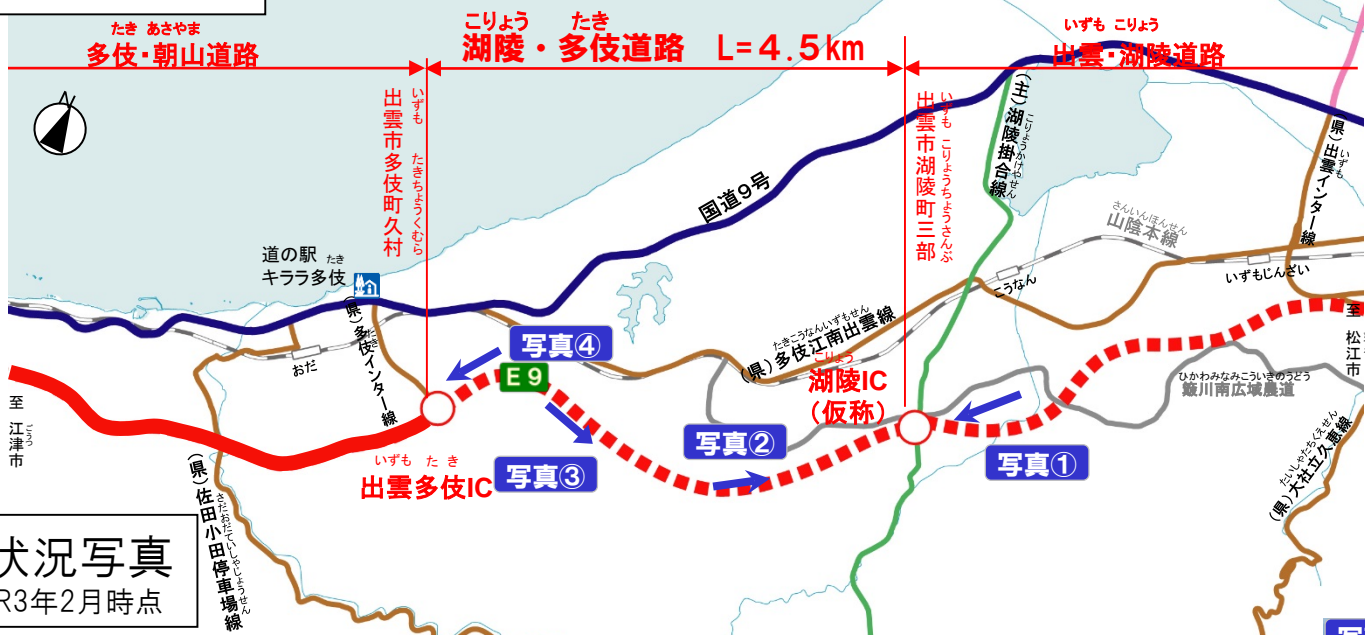 たき あさやま
多伎・朝山道路
こりょう たき
湖陵・多伎道路 L=4.5km
いずも こりょう
出雲・湖陵道路
N
いずも たきちょうくむら
出雲市多伎町久村
いずも こりょうちょうさんぶ
出雲市湖陵町三部
こりょうかけやせん
(主)湖陵掛合線
いずも
(県)出雲インター線
国道9号
さんいんほんせん
山陰本線
道の駅 たき
キララ多伎
たき
(県)多伎インター線
おだ
こうなん
いずもじんざい
たきこうなんいずもせん
(県)多伎江南出雲線
写真④
E9
こりょう
湖陵IC
(仮称)
至 松江市
ひかわみなみこういきのうどう
簸川南広域農道
至 江津市
ごうつ
写真②
写真①
写真③
いずも たき
出雲多伎IC
さだおだていしゃじょうせん
(県)佐田小田停車場線
たいしゃたちくえせん
(県)大社立久恵線
状況写真
R3年2月時点